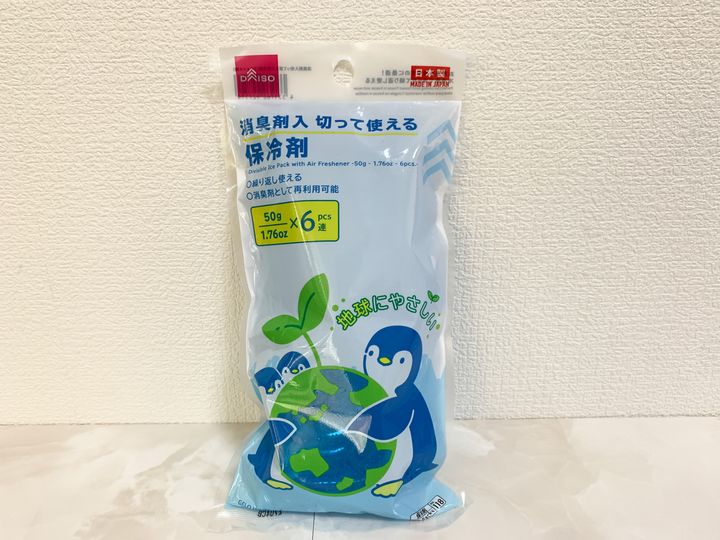 DAISO
日本製
MADE IN JAPAN
消臭剤入 切って使える
保冷剤
- Divisible Ice Pack with Air Freshener -50g - 1.76oz - 6pcs.-
○繰り返し使える
○消臭剤として再利用可能
50g
1.76oz
×6
pcs
連
地球にやさしい
118